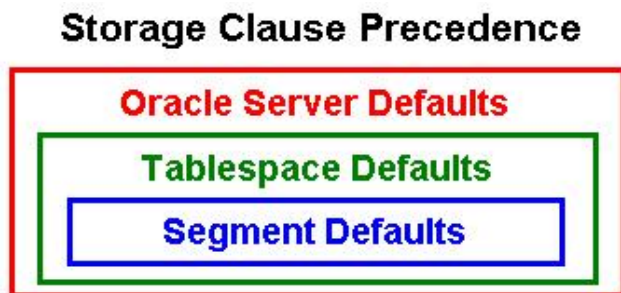 Storage Clause Precedence
Oracle Server Defaults
Tablespace Defaults
Segment Defaults